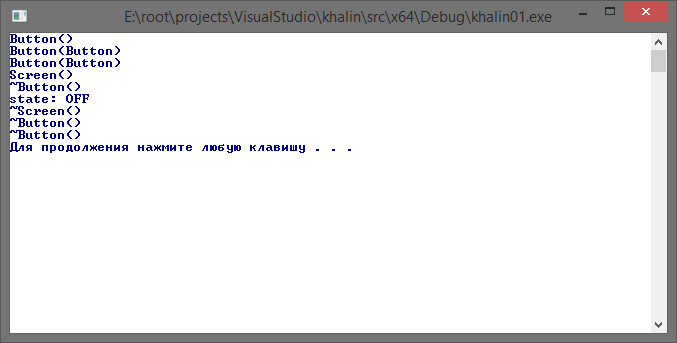 E:\root\projects\VisualStudio\khalin\src\x64\Debug\khalin01.exe
Button()
Button(Button)
Button(Button)
Screen()
~Button()
state: OFF
~Screen()
~Button()
~Button()
Для продолжения нажмите любую клавишу . . .